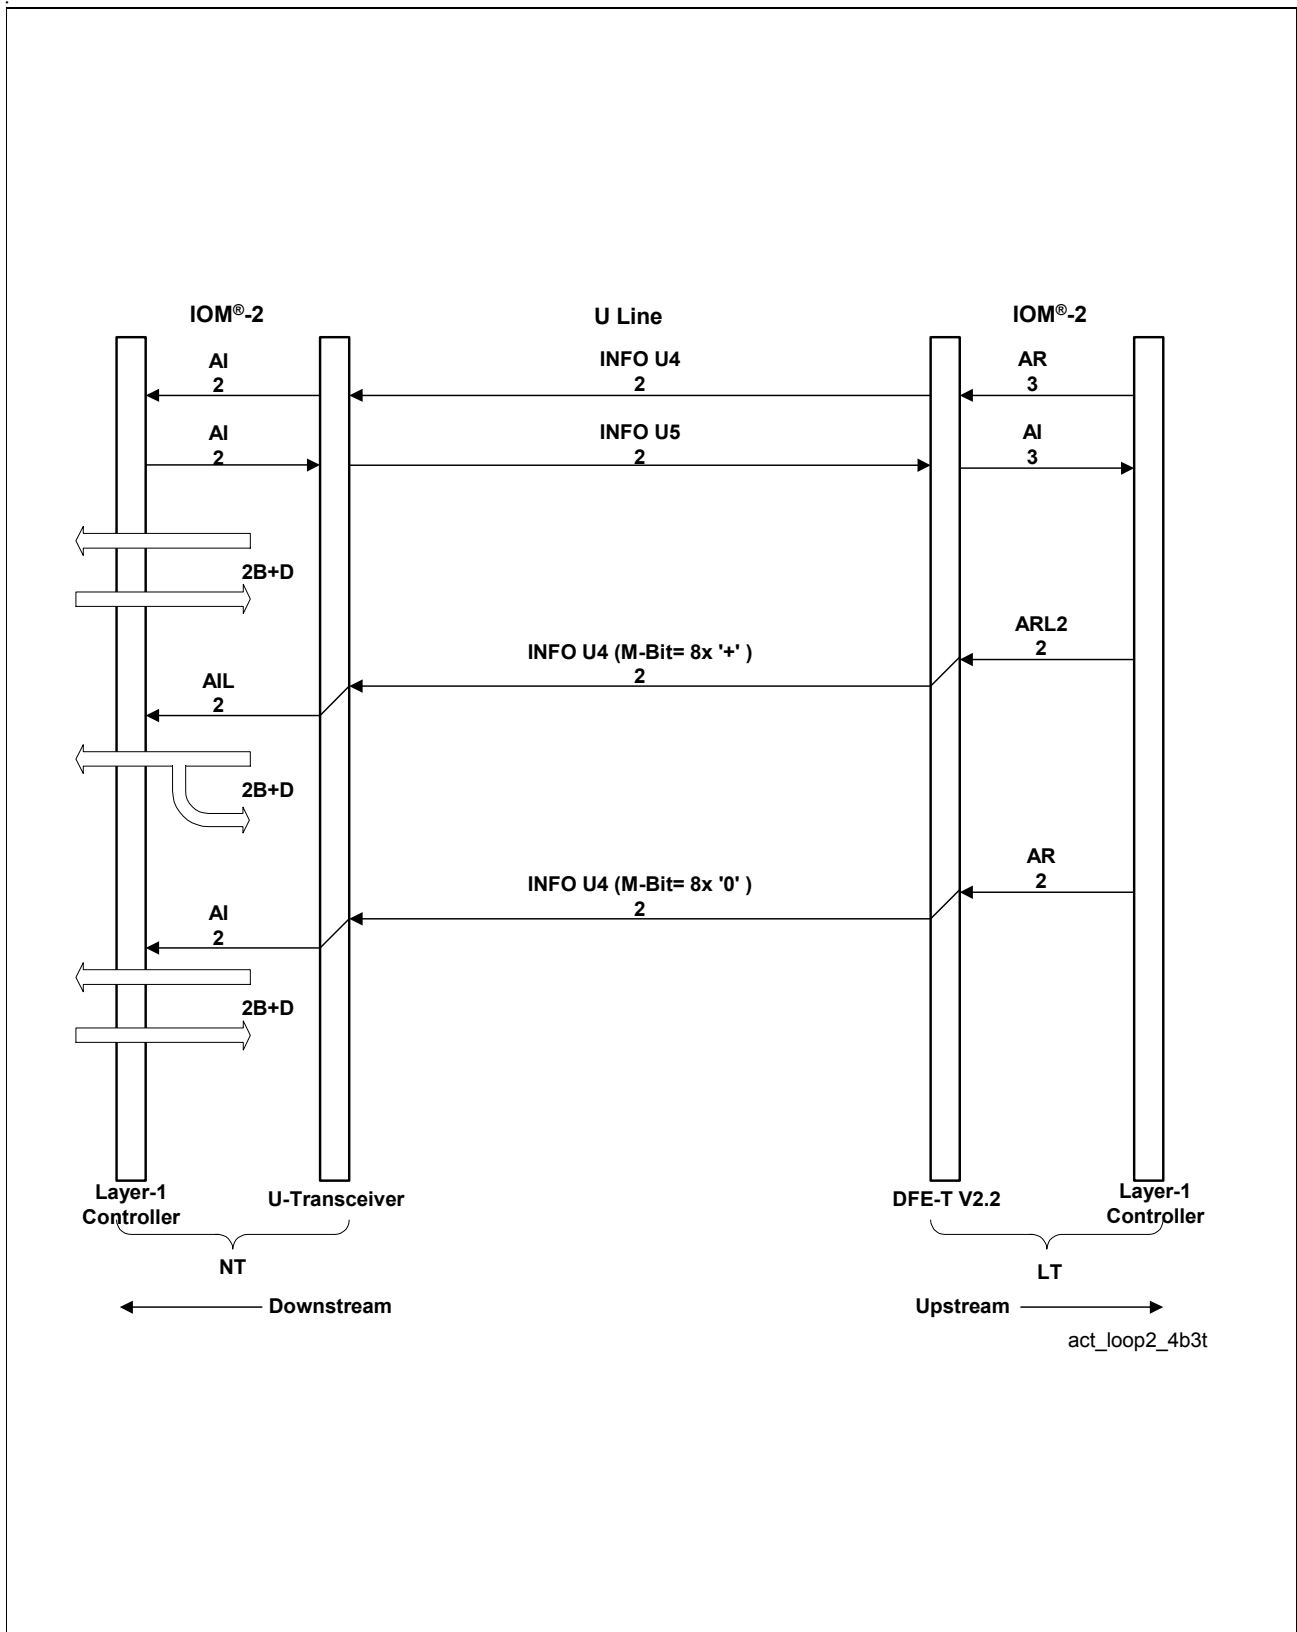 IOM®-2
U Line
IOM®-2
AI
2
INFO U4
2
AR
3
AI
2
INFO U5
2
AI
3
2B+D
ARL2
2
INFO U4 (M-Bit= 8x '+' )
2
AIL
2
2B+D
AR
2
INFO U4 (M-Bit= 8x '0' )
2
AI
2
2B+D
Layer-1
Controller
U-Transceiver
DFE-T V2.2
Layer-1
Controller
NT
LT
Downstream
Upstream
act_loop2_4b3t